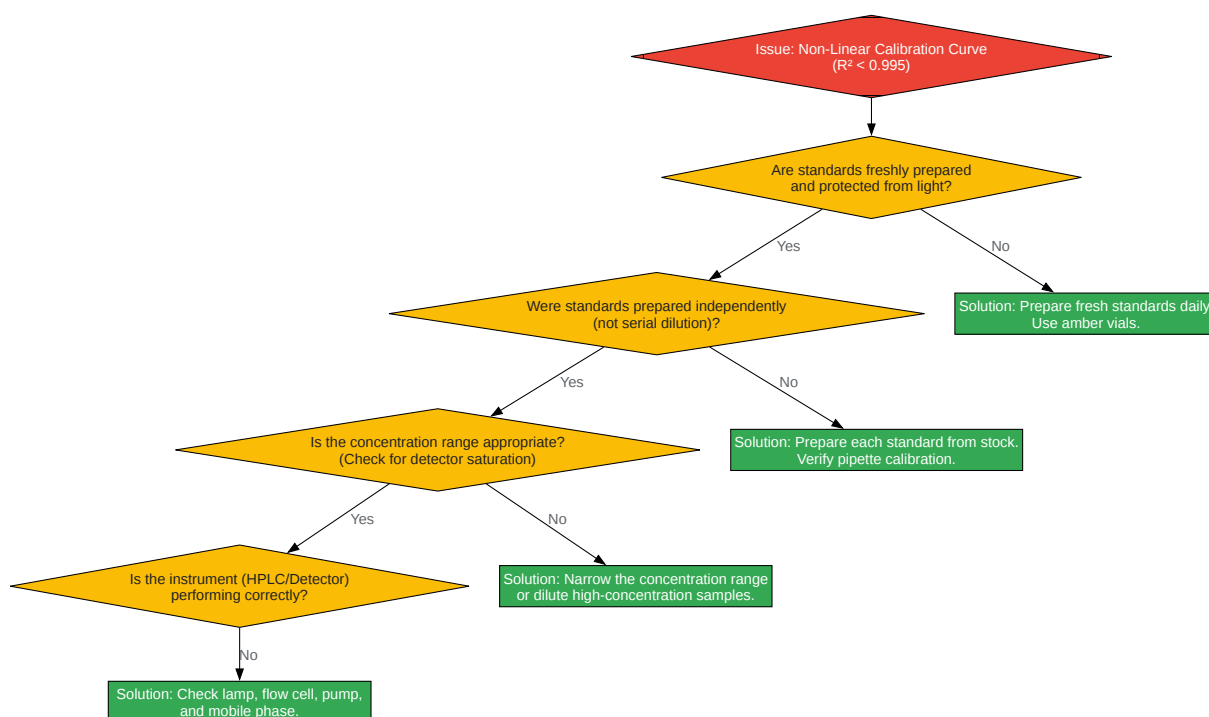 Issue: Non-Linear Calibration Curve
(R² < 0.995)
Are standards freshly prepared
and protected from light?
Yes
No
Were standards prepared independently
(not serial dilution)?
Solution: Prepare fresh standards daily
Use amber vials.
Yes
No
Is the concentration range appropriate?
(Check for detector saturation)
Solution: Prepare each standard from stock.
Verify pipette calibration.
Yes
No
Is the instrument (HPLC/Detector)
performing correctly?
Solution: Narrow the concentration range
or dilute high-concentration samples.
No
Solution: Check lamp, flow cell, pump,
and mobile phase.